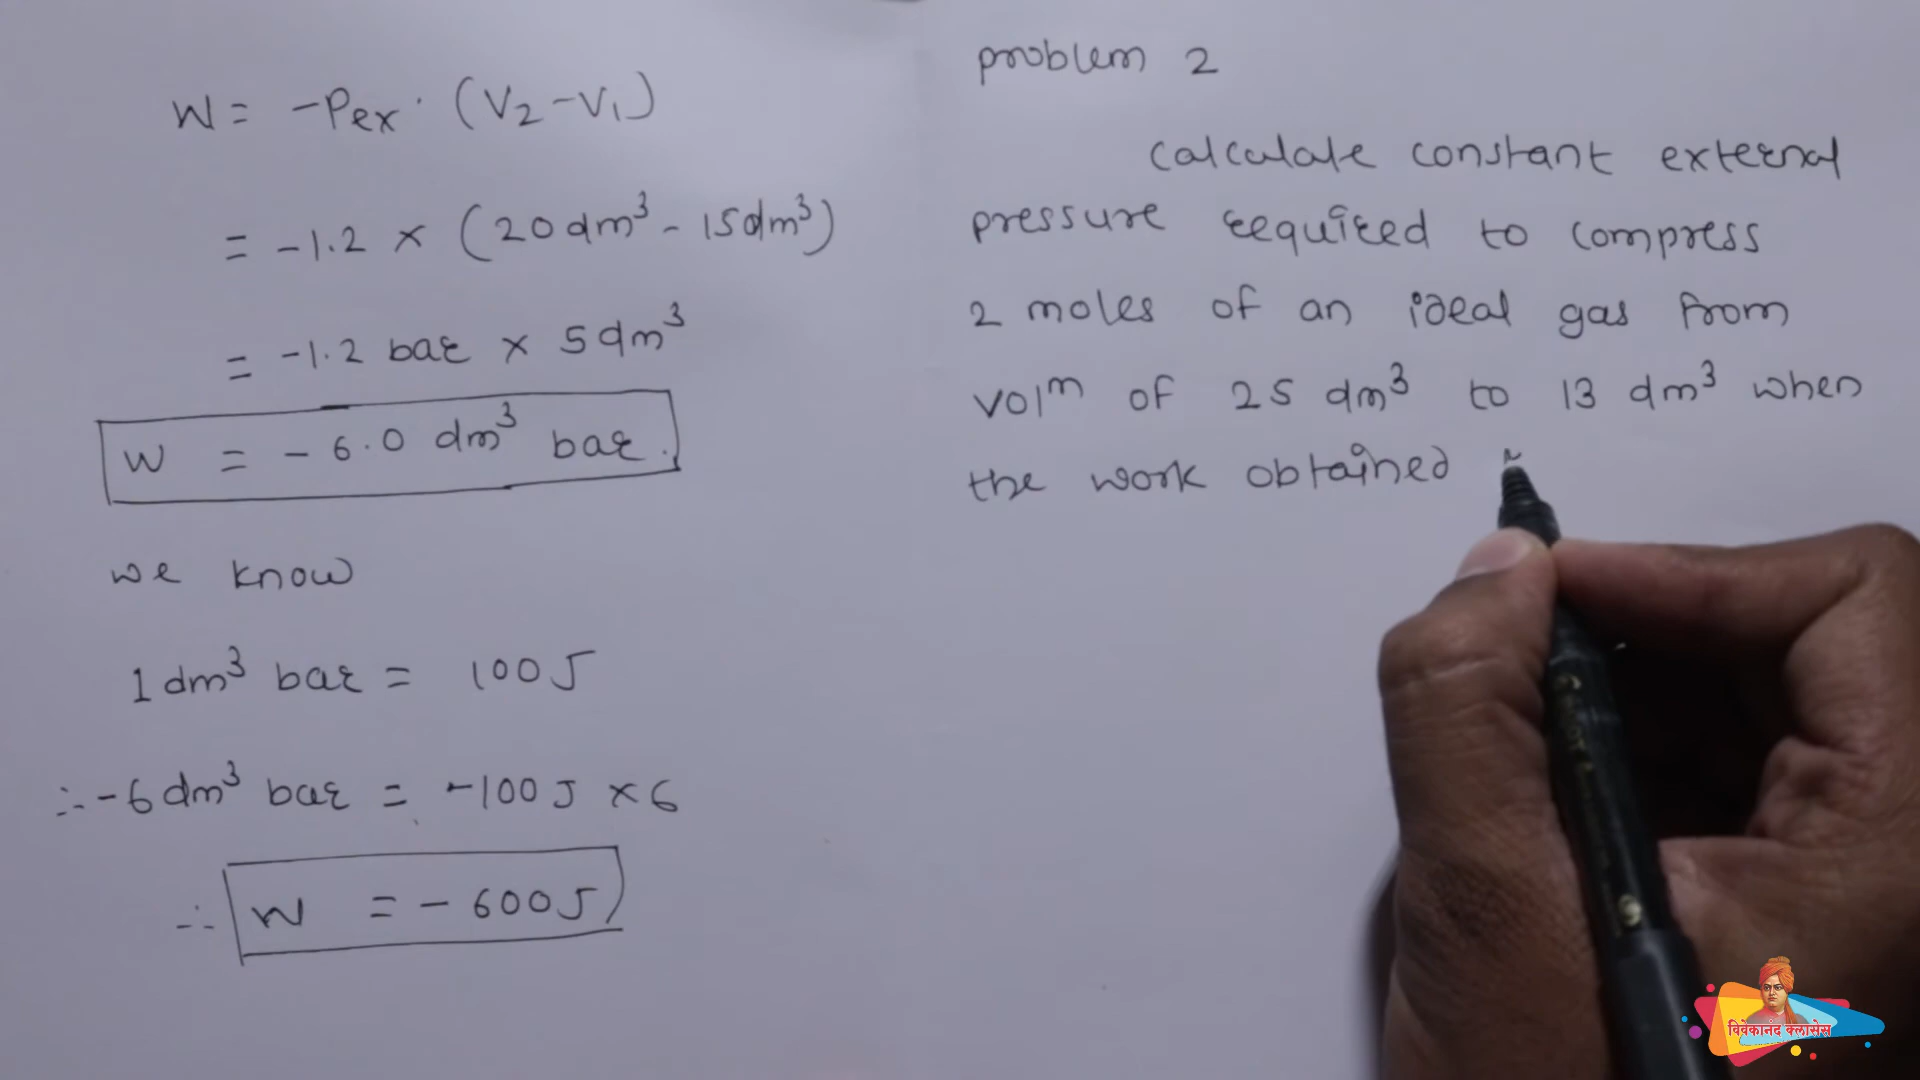 W = -Pex · (V2 - V1)
= -1.2 × (20 dm³ - 15 dm³)
= -1.2 bar × 5 dm³
W = - 6.0 dm³ bar.
we know
1 dm³ bar = 100 J
∴ -6 dm³ bar = -100 J × 6
∴ W = - 600 J
problem 2
calculate constant external
pressure required to compress
2 moles of an ideal gas from
volm of 25 dm³ to 13 dm³ when
the work obtained
विवेकानंद क्लासेस